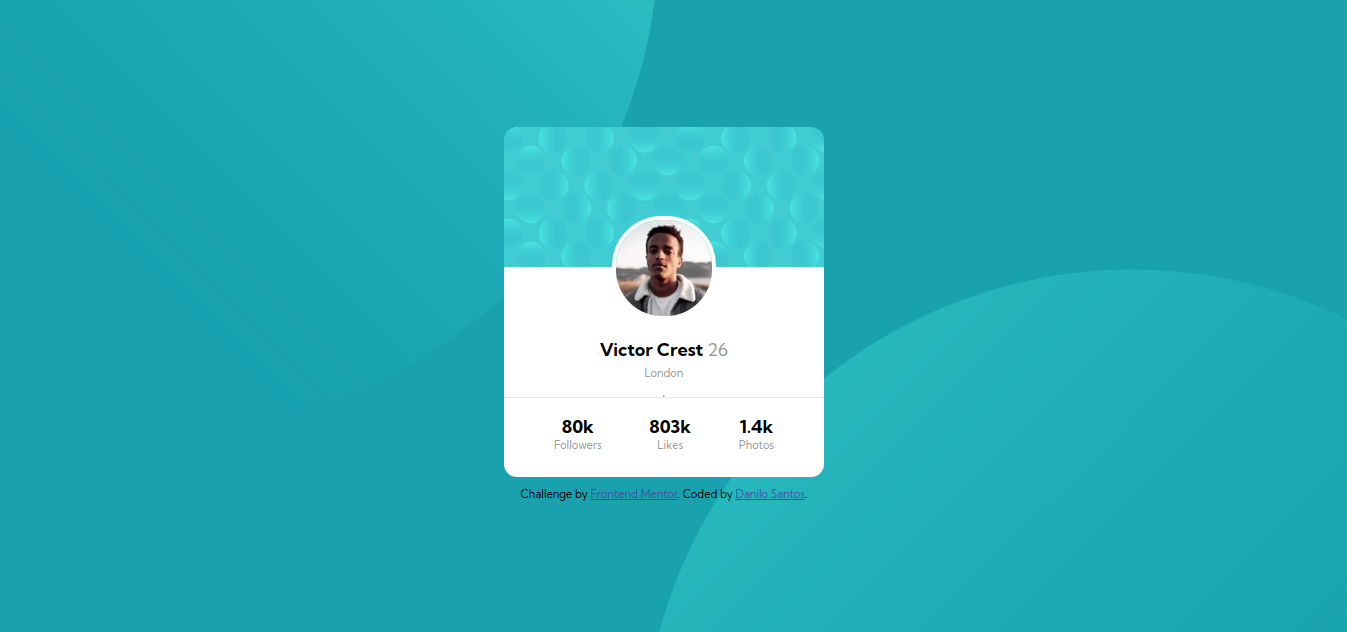 Victor Crest 26
London
,
80k 803k 1.4k
Followers Likes Photos
Challenge by Frontend Mentor. Coded by Danilo Santos.